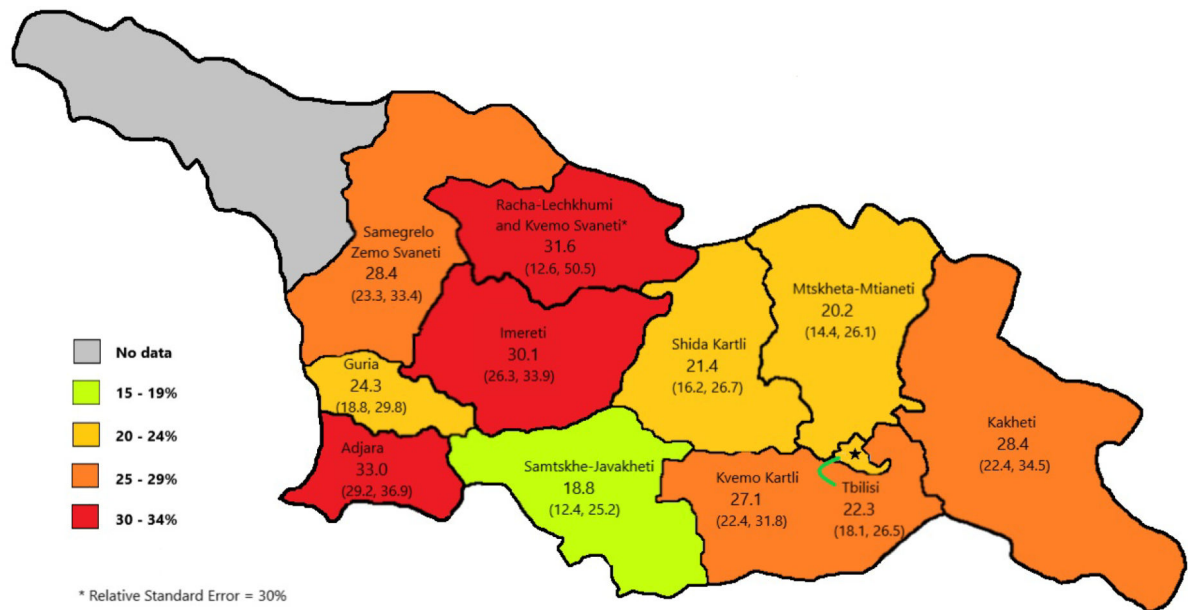 Racha-Lechkhumi
and Kvemo Svaneti*
31.6
(12.6, 50.5)
Samegrelo
Zemo Svaneti
28.4
(23.3, 33.4)
Mtskheta-Mtianeti
20.2
(14.4, 26.1)
Imereti
30.1
(26.3, 33.9)
Shida Kartli
21.4
(16.2, 26.7)
Guria
24.3
(18.8, 29.8)
Kakheti
28.4
(22.4, 34.5)
Adjara
33.0
(29.2, 36.9)
Samtskhe-Javakheti
18.8
(12.4, 25.2)
Kvemo Kartli
27.1
(22.4, 31.8)
Tbilisi
22.3
(18.1, 26.5)
No data
15 - 19%
20 - 24%
25 - 29%
30 - 34%
* Relative Standard Error = 30%